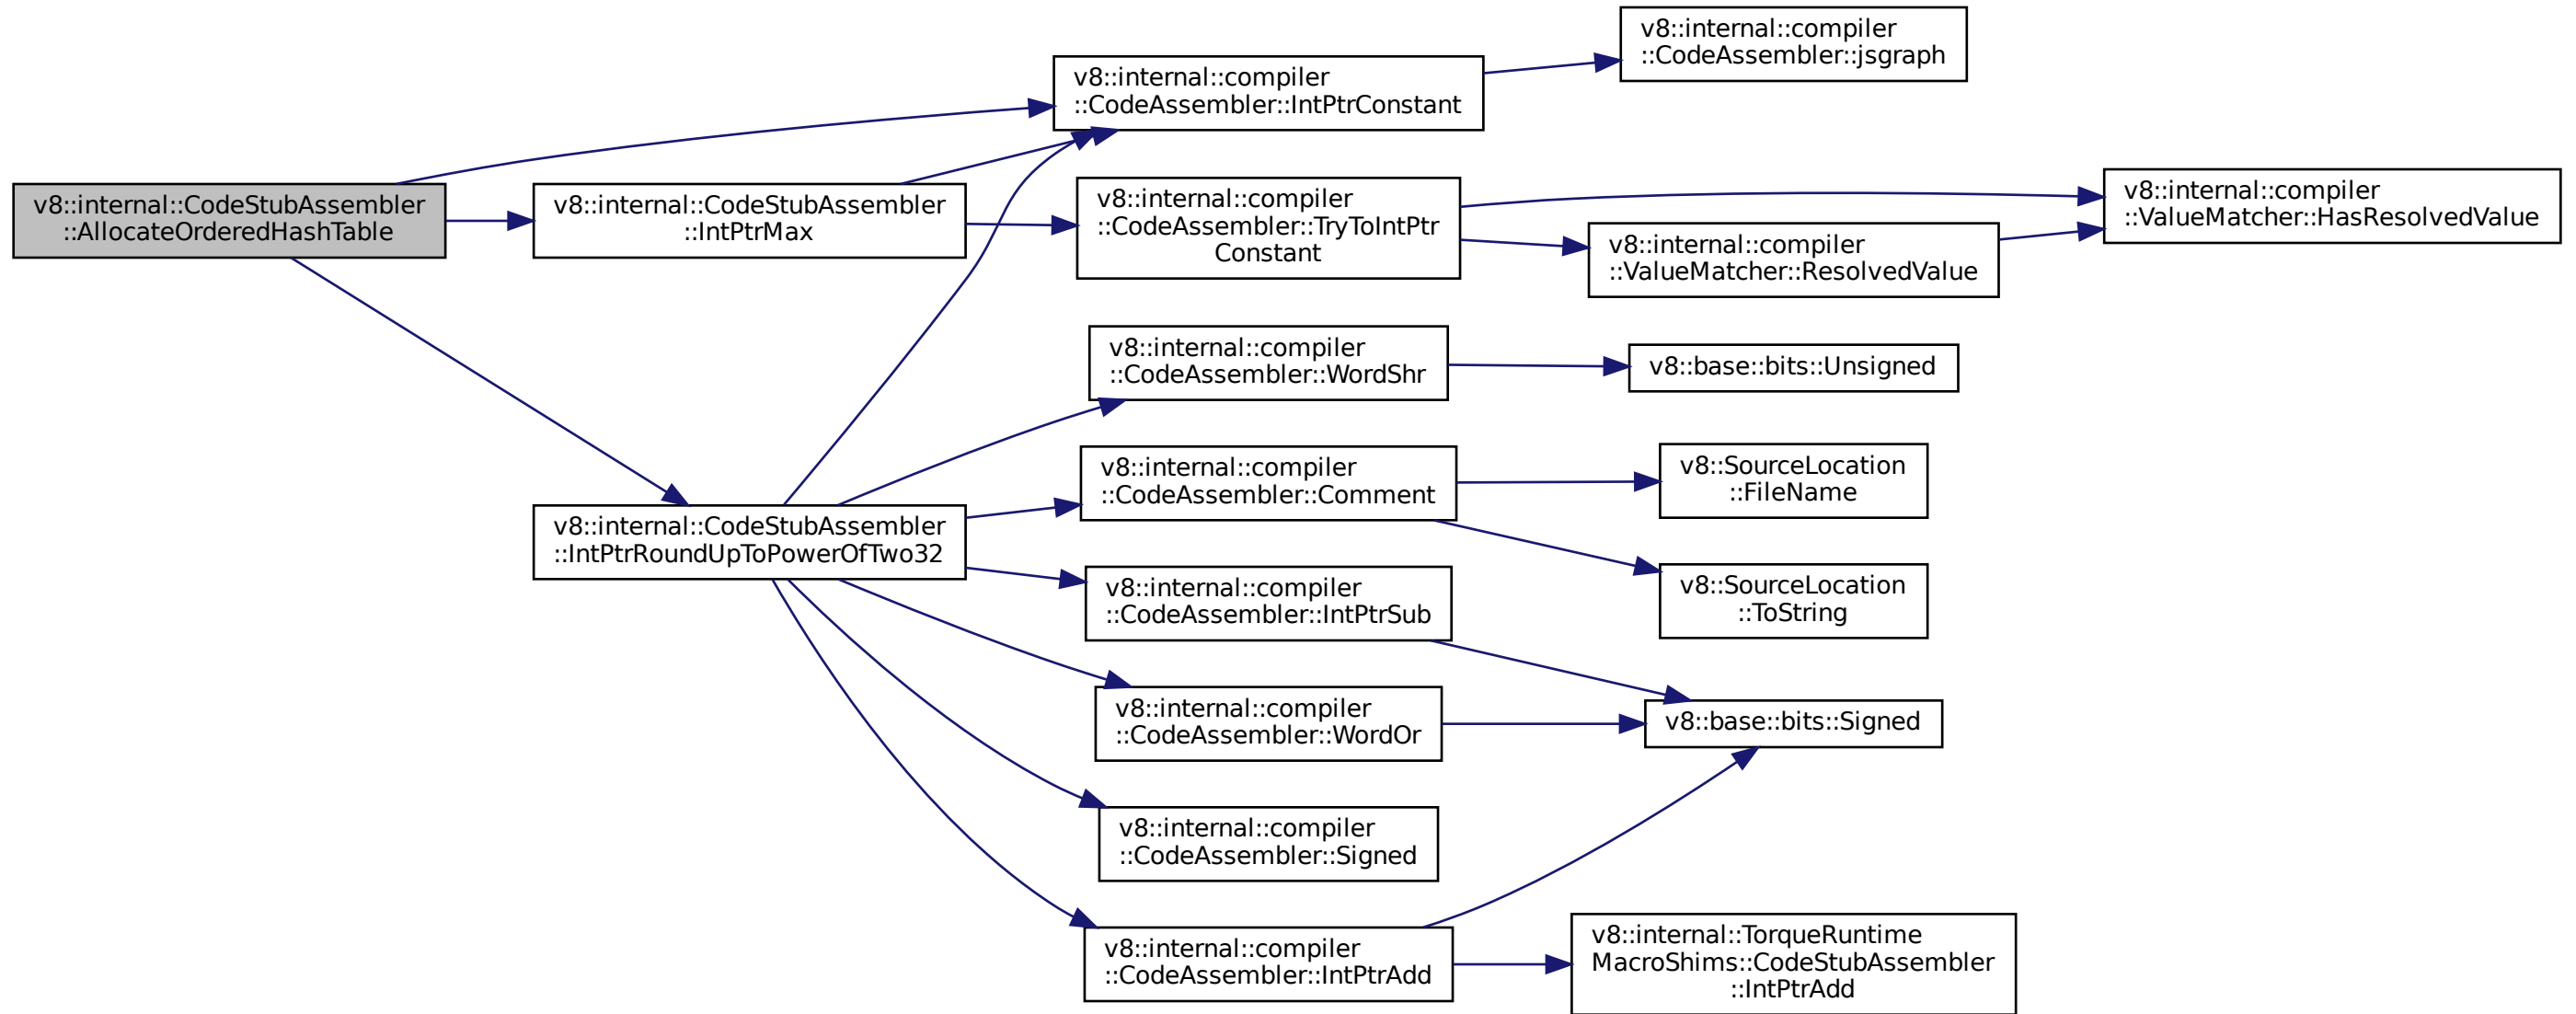 v8::internal::CodeStubAssembler
::AllocateOrderedHashTable
v8::internal::CodeStubAssembler
::IntPtrMax
v8::internal::CodeStubAssembler
::IntPtrRoundUpToPowerOfTwo32
v8::internal::compiler
::CodeAssembler::IntPtrConstant
v8::internal::compiler
::CodeAssembler::TryToIntPtr
Constant
v8::internal::compiler
::CodeAssembler::WordShr
v8::internal::compiler
::CodeAssembler::Comment
v8::internal::compiler
::CodeAssembler::IntPtrSub
v8::internal::compiler
::CodeAssembler::WordOr
v8::internal::compiler
::CodeAssembler::Signed
v8::internal::compiler
::CodeAssembler::IntPtrAdd
v8::internal::compiler
::CodeAssembler::jsgraph
v8::internal::compiler
::ValueMatcher::ResolvedValue
v8::base::bits::Unsigned
v8::SourceLocation
::FileName
v8::SourceLocation
::ToString
v8::base::bits::Signed
v8::internal::TorqueRuntime
MacroShims::CodeStubAssembler
::IntPtrAdd
v8::internal::compiler
::ValueMatcher::HasResolvedValue